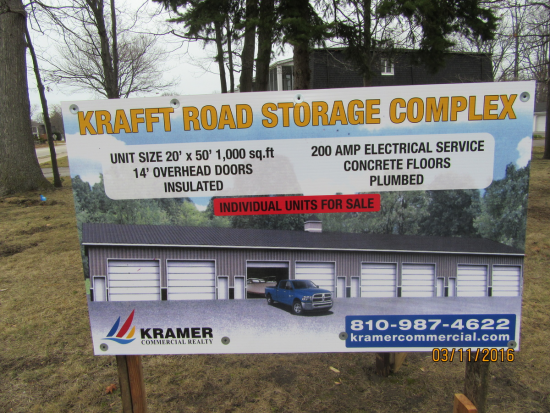 KRAFFT ROAD STORAGE COMPLEX
UNIT SIZE 20' x 50' 1,000 sq.ft
14' OVERHEAD DOORS
INSULATED
200 AMP ELECTRICAL SERVICE
CONCRETE FLOORS
PLUMBED
INDIVIDUAL UNITS FOR SALE
KRAMER
COMMERCIAL REALTY
810-987-4622
kramercommercial.com
03/11/2016